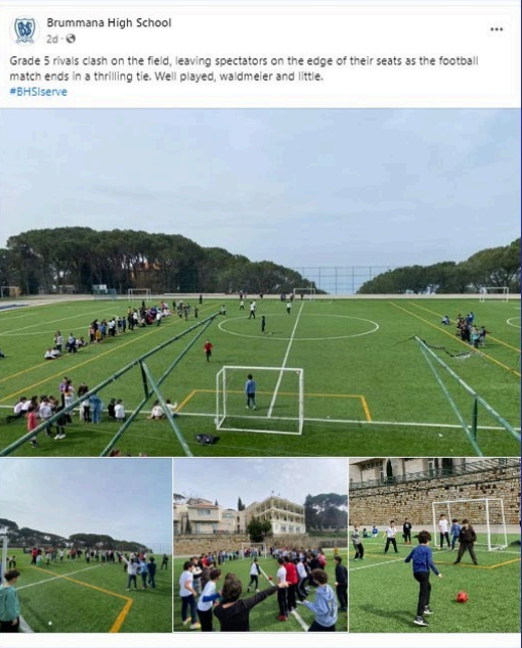 Brummana High School
2d
Grade 5 rivals clash on the field, leaving spectators on the edge of their seats as the football
match ends in a thrilling tie. Well played, waldmeier and little.
#BHSIserve